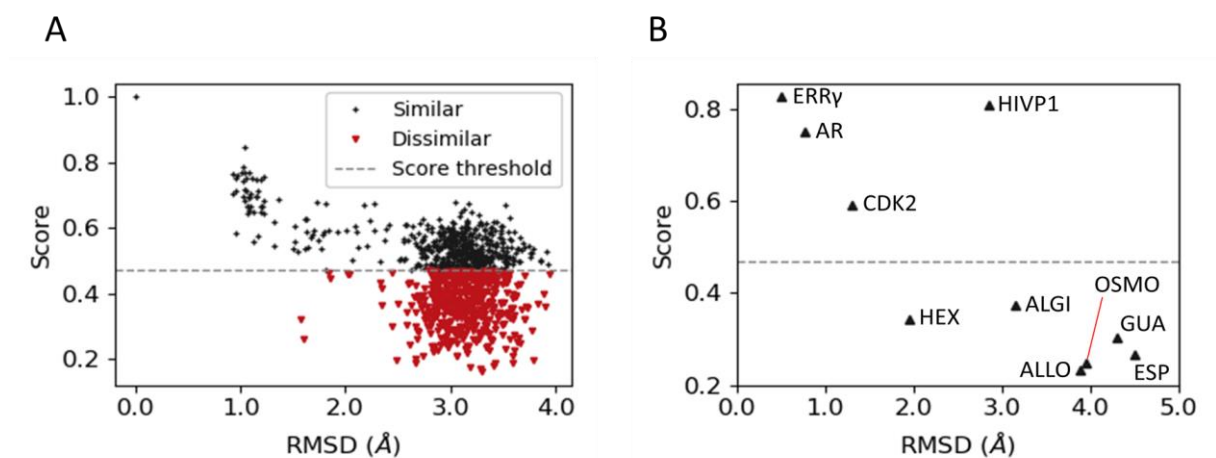 A
B
1.0
0.8
0.6
0.4
0.2
Score
Similar
Dissimilar
Score threshold
0.0 1.0 2.0 3.0 4.0
RMSD (Å)
0.8
0.6
0.4
0.2
Score
ERRγ
HIVP1
AR
CDK2
OSMO
ALGI
HEX
GUA
ALLO
ESP
0.0 1.0 2.0 3.0 4.0 5.0
RMSD (Å)